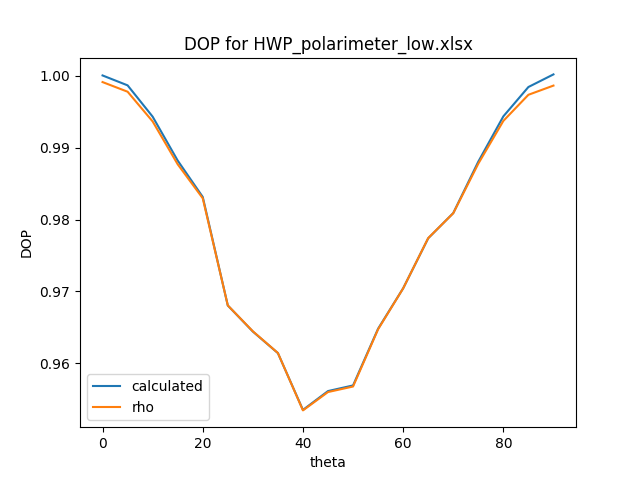 DOP for HWP_polarimeter_low.xlsx
1.00
0.99
0.98
0.97
0.96
DOP
calculated
rho
0 20 40 60 80
theta